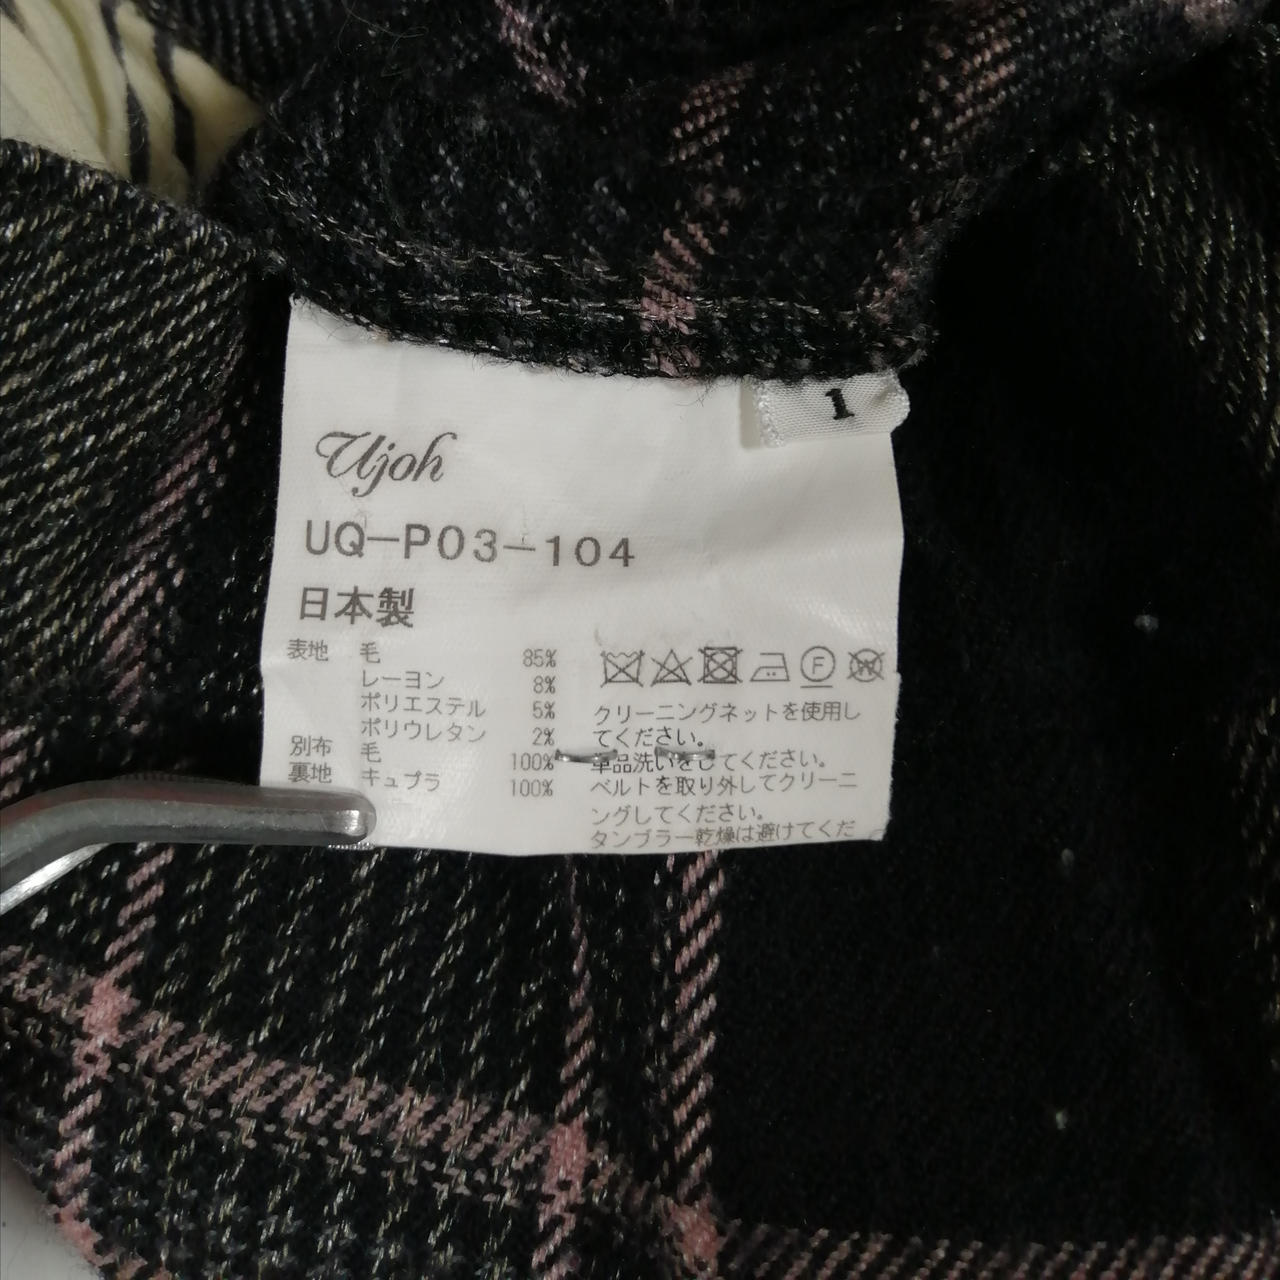 1
Ujoh
UQ-P03-104
日本製
表地 毛 85%
レーヨン 8%
ポリエステル 5%
ポリウレタン 2%
別布 毛 100%
裏地 キュプラ 100%
F
W
クリーニングネットを使用し
てください。
単品洗いをしてください。
ベルトを取り外してクリーニ
ングしてください。
タンブラー乾燥は避けてくだ